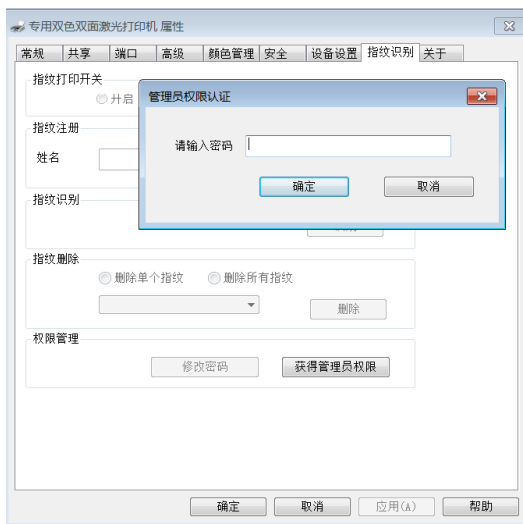 专用双色双面激光打印机 属性
常规 共享 端口 高级 颜色管理 安全 设备设置 指纹识别 关于
指纹打印开关
开启
管理员权限认证
请输入密码
确定 取消
指纹注册
姓名
指纹识别
指纹删除
删除单个指纹 删除所有指纹
删除
权限管理
修改密码 获得管理员权限
确定 取消 应用(A) 帮助